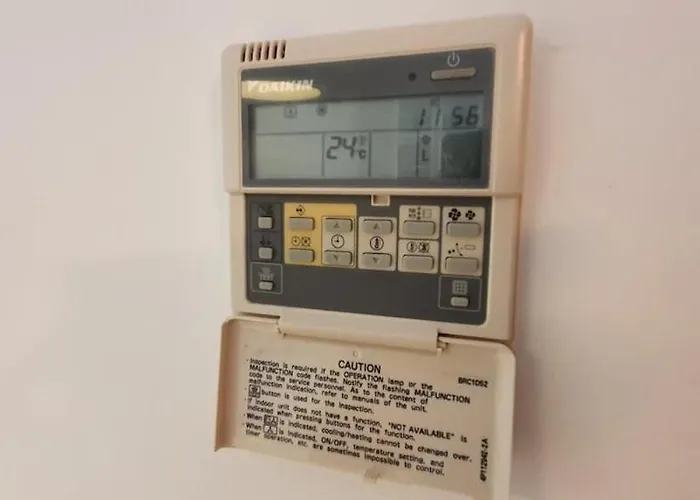 DAIKIN
11 56
24°C
L
TEST
CAUTION
- Inspection is required if the OPERATION lamp or the
MALFUNCTION code flashes. Notify the flashing MALFUNCTION
code to the service personnel. As to the content of
malfunction indication, refer to manuals of the unit.
- button is used for the inspection.
- If indoor unit does not have a function, "NOT AVAILABLE" is
indicated when pressing buttons for the function.
- When is indicated, cooling/heating cannot be changed over.
- When is indicated, ON/OFF, temperature setting, and
timer operation, etc. are sometimes impossible to control.
BRC1D52